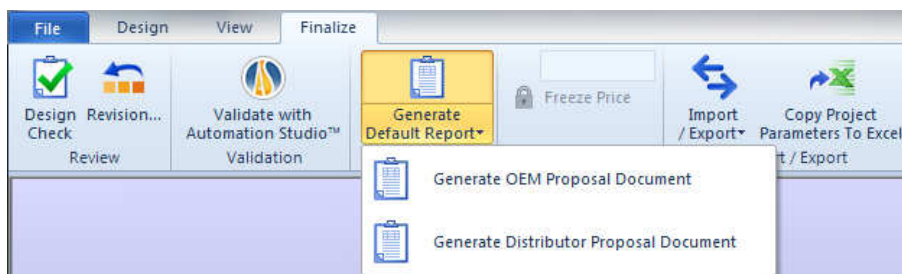 File Design View Finalize
Design Check
Revision...
Validate with Automation Studio™
Generate Default Report
Freeze Price
Import / Export
Copy Project Parameters To Excel
Review Validation rt / Export
Generate OEM Proposal Document
Generate Distributor Proposal Document